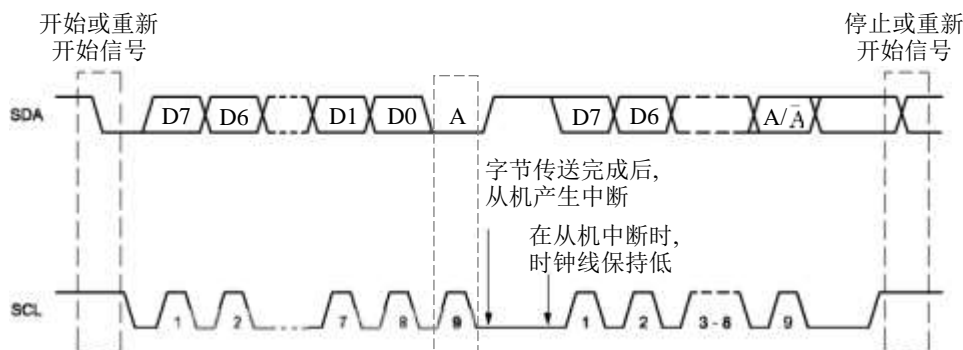 开始或重新
开始信号
停止或重新
开始信号
SDA
D7 D6 D1 D0 A D7 D6 A/Ā
字节传送完成后,
从机产生中断
在从机中断时,
时钟线保持低
SCL
1 2 7 8 9 1 2 3 - 8 9